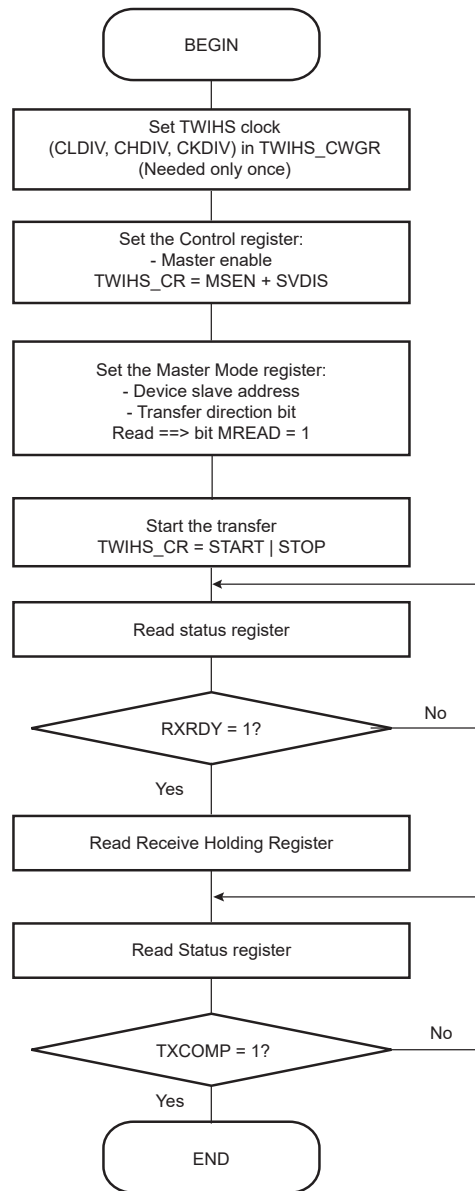 BEGIN
Set TWIHS clock
(CLDIV, CHDIV, CKDIV) in TWIHS_CWGR
(Needed only once)
Set the Control register:
- Master enable
TWIHS_CR = MSEN + SVDIS
Set the Master Mode register:
- Device slave address
- Transfer direction bit
Read ==> bit MREAD = 1
Start the transfer
TWIHS_CR = START | STOP
Read status register
RXRDY = 1?
No
Yes
Read Receive Holding Register
Read Status register
TXCOMP = 1?
No
Yes
END